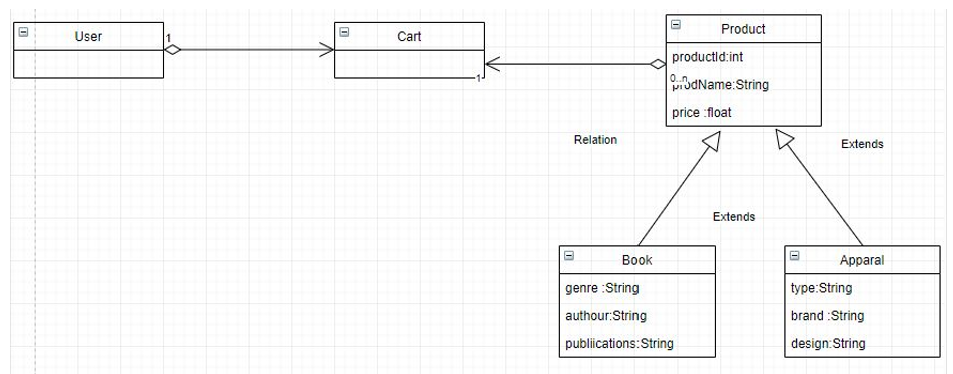 User
1
Cart
1
Product
productId:int
0..n
prodName:String
price :float
Relation
Extends
Extends
Book
genre :String
authour:String
publiications:String
Apparal
type:String
brand :String
design:String